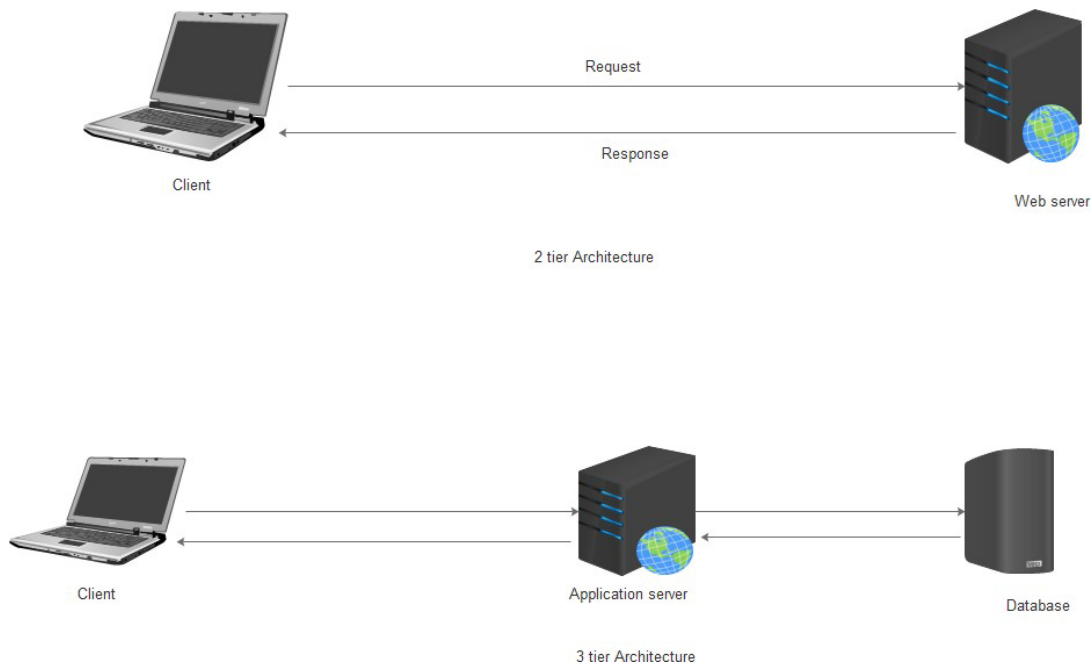 Request
Response
Client
Web server
2 tier Architecture
Client
Application server
Database
3 tier Architecture